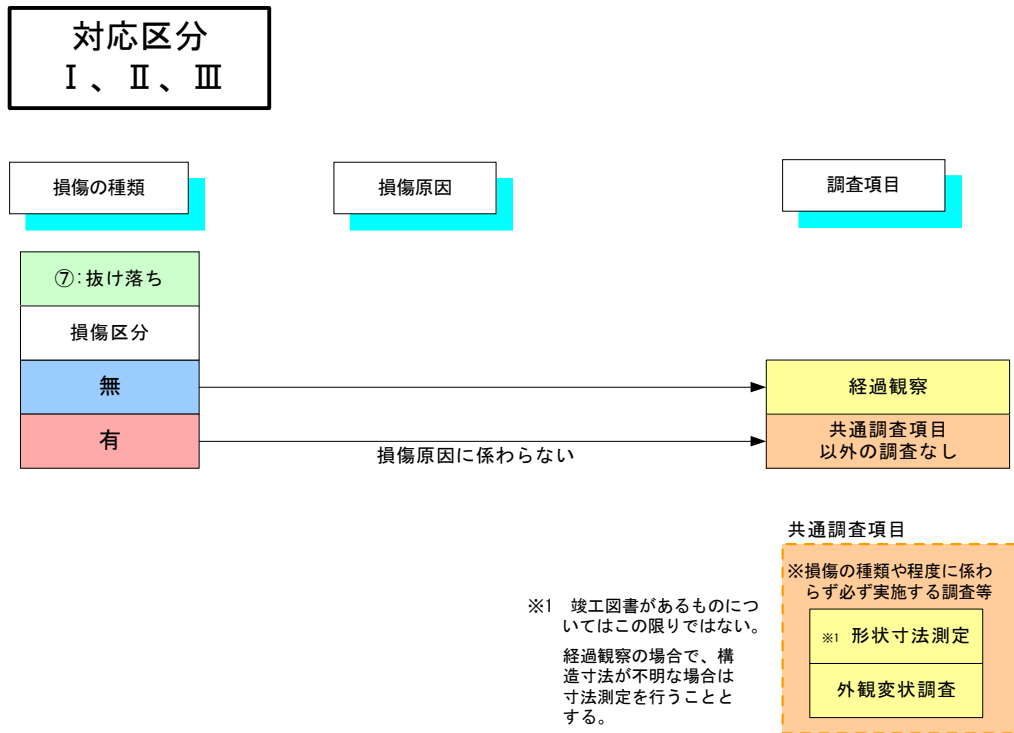 対応区分
Ⅰ、Ⅱ、Ⅲ
損傷の種類
損傷原因
調査項目
⑦：抜け落ち
損傷区分
無
経過観察
有
損傷原因に係わらない
共通調査項目
以外の調査なし
共通調査項目
※損傷の種類や程度に係わ
らず必ず実施する調査等
※1 形状寸法測定
外観変状調査
※1 竣工図書があるものにつ
いてはこの限りではない。
経過観察の場合で、構
造寸法が不明な場合は
寸法測定を行うことと
する。